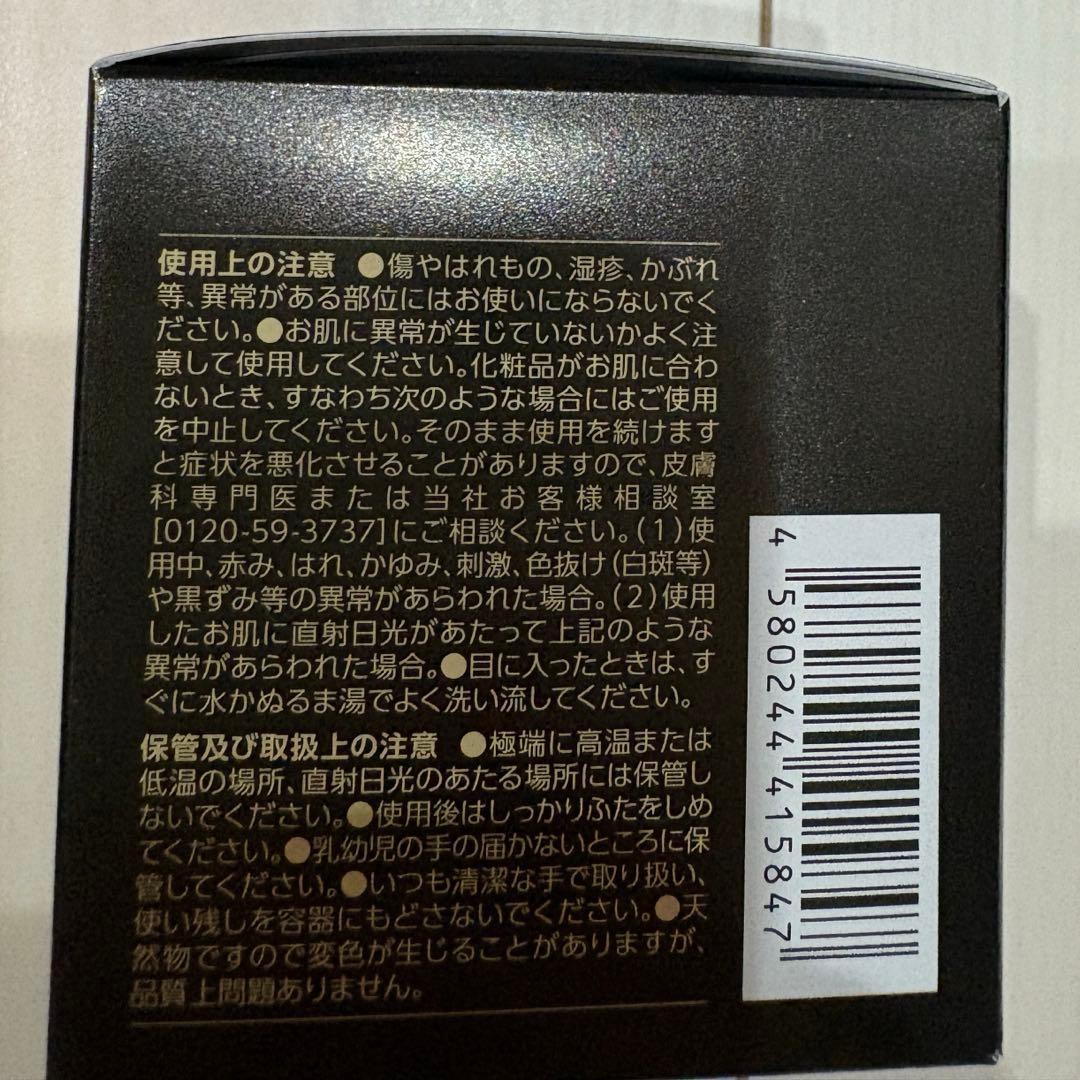 使用上の注意 ●傷やはれもの、湿疹、かぶれ
等、異常がある部位にはお使いにならないでく
ださい。●お肌に異常が生じていないかよく注
意して使用してください。化粧品がお肌に合わ
ないとき、すなわち次のような場合にはご使用
を中止してください。そのまま使用を続けます
と症状を悪化させることがありますので、皮膚
科専門医または当社お客様相談室
[0120-59-3737]にご相談ください。(1)使
用中、赤み、はれ、かゆみ、刺激、色抜け(白斑等)
や黒ずみ等の異常があらわれた場合。(2)使用
したお肌に直射日光があたって上記のような
異常があらわれた場合。●目に入ったときは、す
ぐに水かぬるま湯でよく洗い流してください。
保管及び取扱上の注意 ●極端に高温または
低温の場所、直射日光のあたる場所には保管し
ないでください。●使用後はしっかりふたをしめ
てください。●乳幼児の手の届かないところに保
管してください。●いつも清潔な手で取り扱い、
使い残しを容器にもどさないでください。●天
然物ですので変色が生じることがありますが、
品質上問題ありません。
4 580244 415847